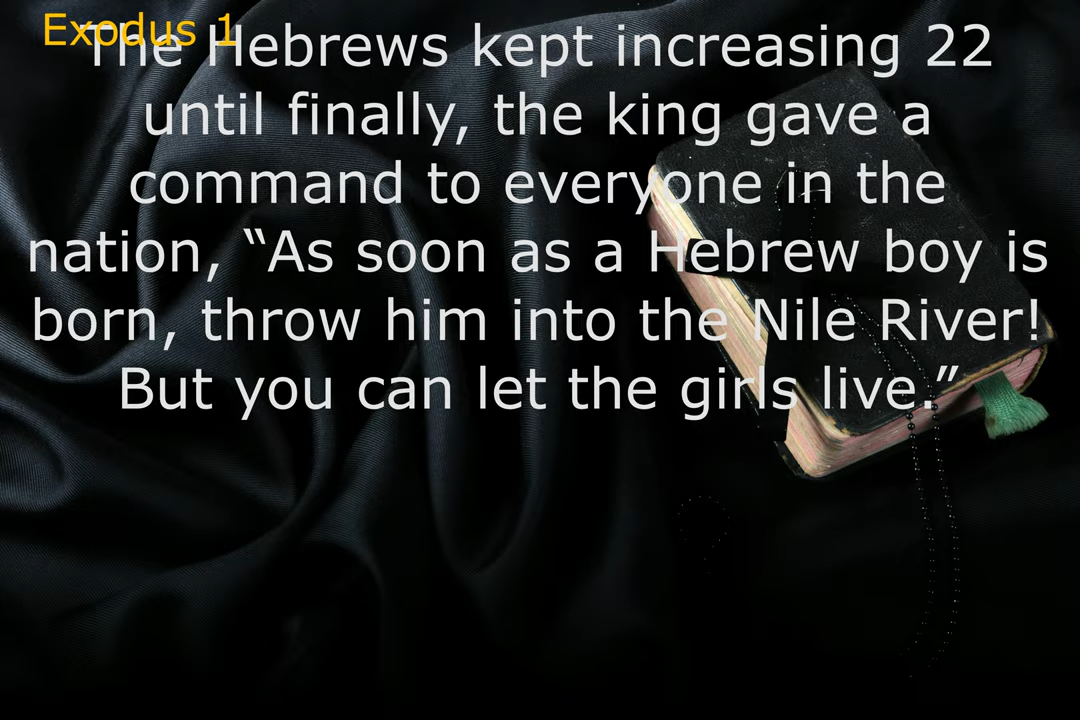 Exodus 1
The Hebrews kept increasing 22
until finally, the king gave a
command to everyone in the
nation, “As soon as a Hebrew boy is
born, throw him into the Nile River!
But you can let the girls live.”